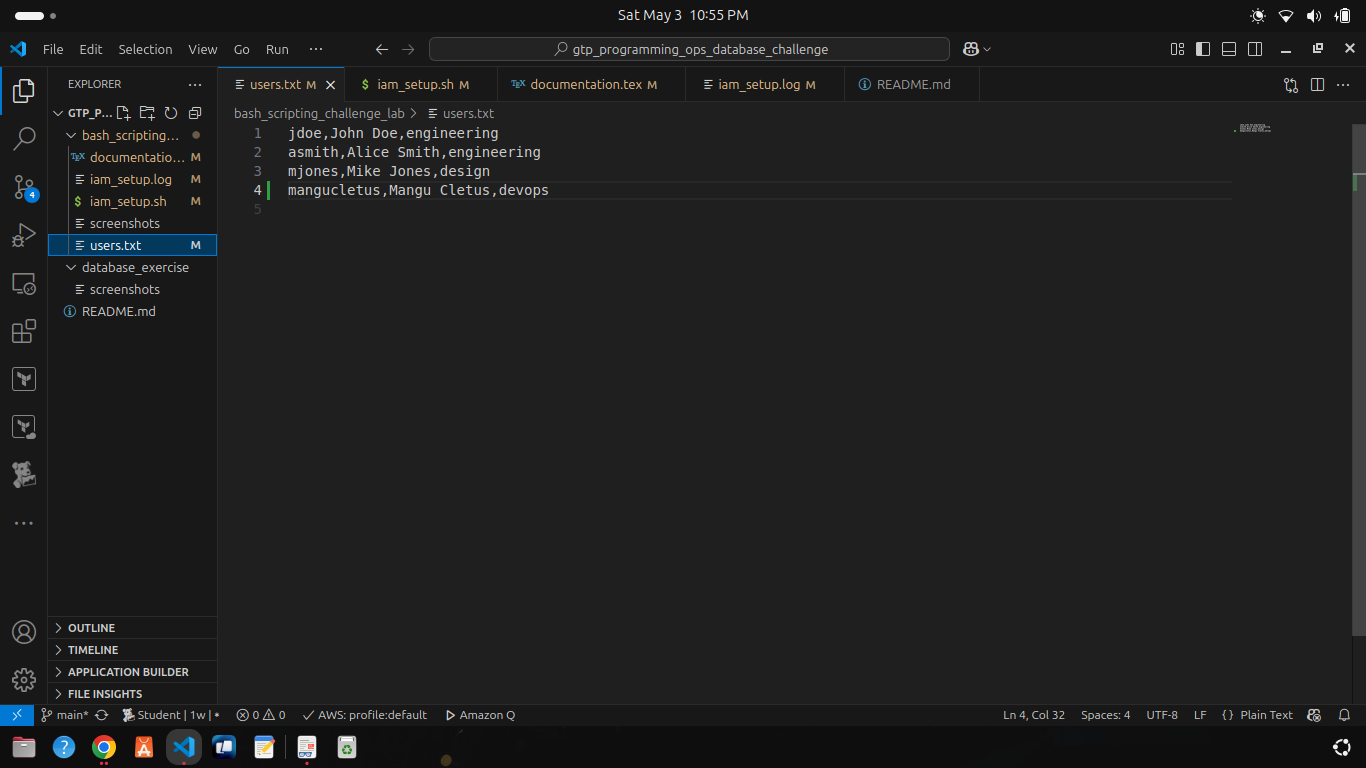 Sat May 3 10:55 PM
File Edit Selection View Go Run ··· gtp_programming_ops_database_challenge
EXPLORER ···
GTP_P...
bash_scripting...
documentatio... M
iam_setup.log M
$ iam_setup.sh M
screenshots
users.txt M
database_exercise
screenshots
README.md
OUTLINE
TIMELINE
APPLICATION BUILDER
FILE INSIGHTS
4
users.txt M
$ iam_setup.sh M
TEX documentation.tex M
iam_setup.log M
README.md
bash_scripting_challenge_lab > users.txt
1 jdoe,John Doe,engineering
2 asmith,Alice Smith,engineering
3 mjones,Mike Jones,design
4 mangucletus,Mangu Cletus,devops
5
main* Student | 1w | • 0 0 AWS: profile:default Amazon Q Ln 4, Col 32 Spaces: 4 UTF-8 LF {} Plain Text